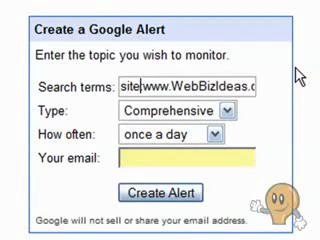 Create a Google Alert
Enter the topic you wish to monitor.
Search terms: site www.WebBizIdeas.c
Type: Comprehensive
How often: once a day
Your email:
Create Alert
Google will not sell or share your email address.